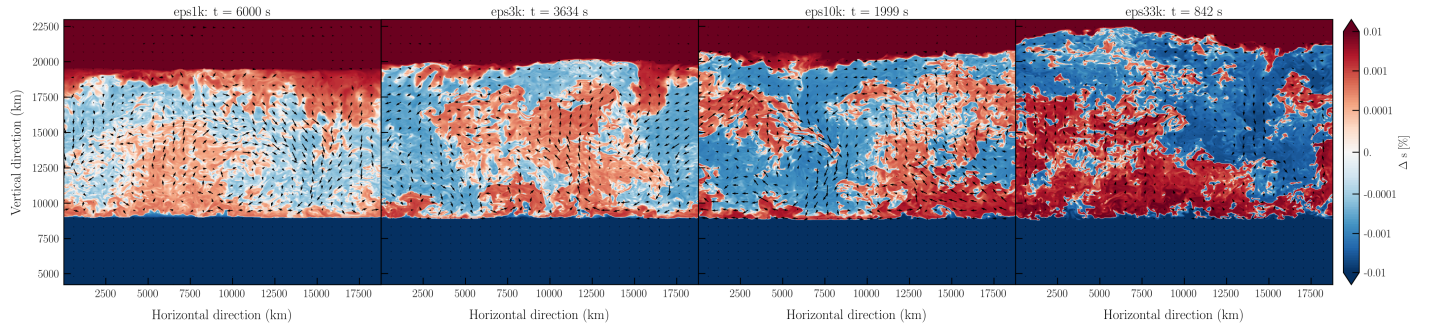 eps1k: t = 6000 s
eps3k: t = 3634 s
eps10k: t = 1999 s
eps33k: t = 842 s
Vertical direction (km)
22500
20000
17500
15000
12500
10000
7500
5000
2500 5000 7500 10000 12500 15000 17500
2500 5000 7500 10000 12500 15000 17500
2500 5000 7500 10000 12500 15000 17500
2500 5000 7500 10000 12500 15000 17500
Horizontal direction (km)
Horizontal direction (km)
Horizontal direction (km)
Horizontal direction (km)
0.01
0.001
0.0001
0.
-0.0001
-0.001
-0.01
Δ s [%]